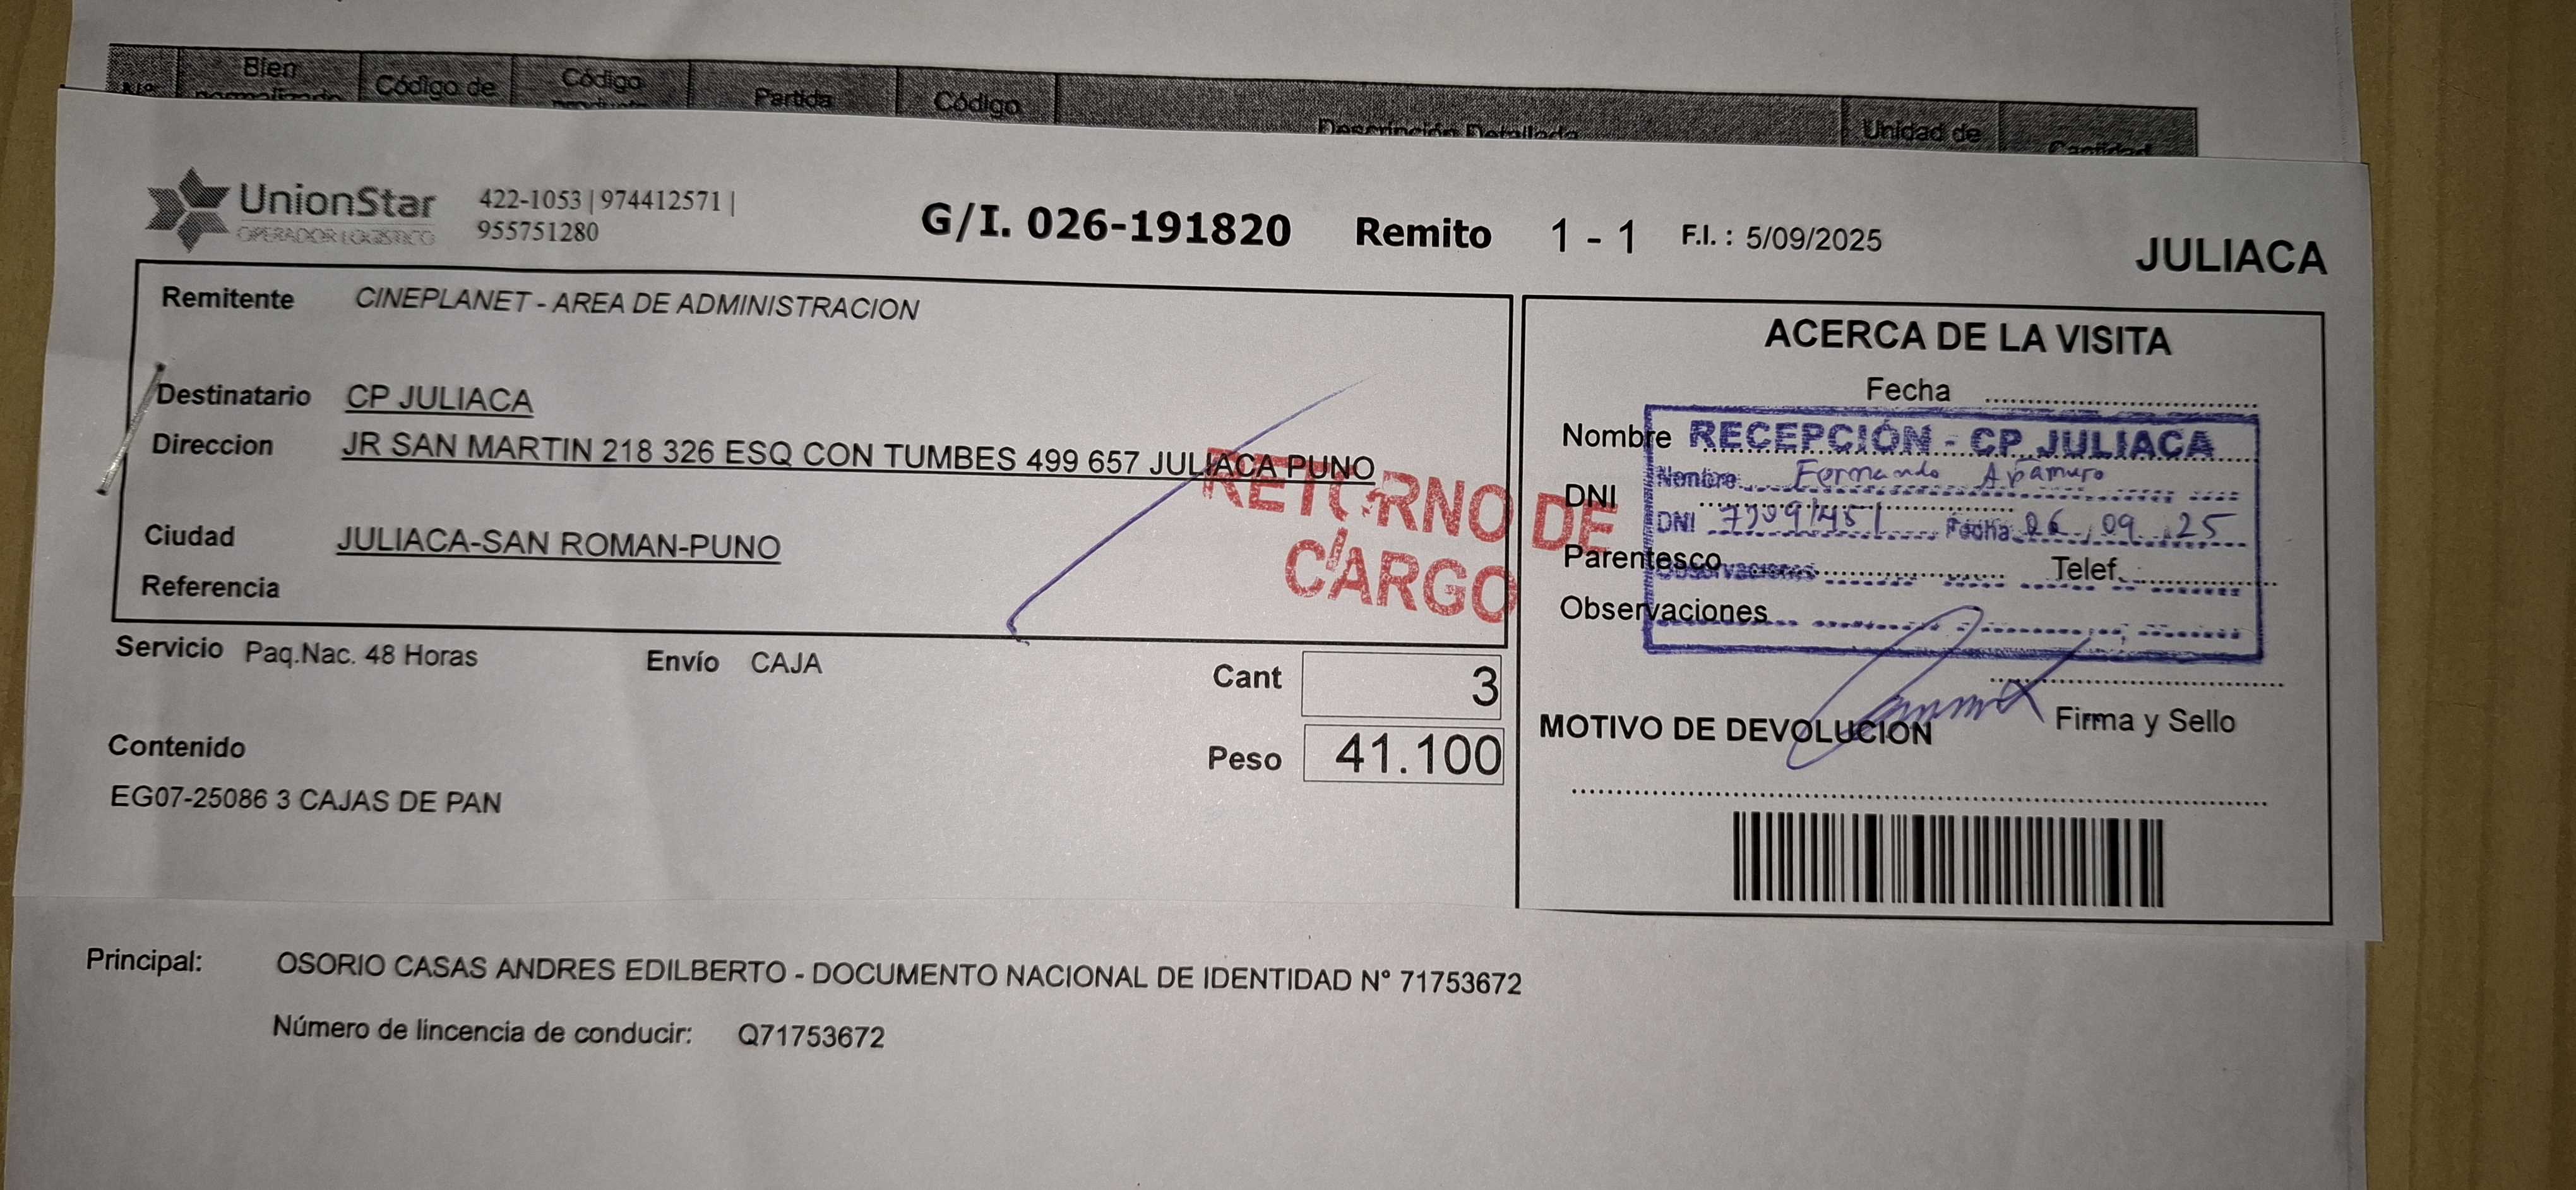 Bien
Código de
Código
Partida
Código
Descripción Detallada
Unidad de
Cantidad
UnionStar
OPERADOR LOGISTICO
422-1053 | 974412571 |
955751280
G/I. 026-191820 Remito 1 - 1 F.I. : 5/09/2025
JULIACA
Remitente CINEPLANET - AREA DE ADMINISTRACION
Destinatario CP JULIACA
Direccion JR SAN MARTIN 218 326 ESQ CON TUMBES 499 657 JULIACA PUNO
Ciudad JULIACA-SAN ROMAN-PUNO
Referencia
RETORNO DE
CARGO
Servicio Paq.Nac. 48 Horas Envío CAJA
Cant 3
Peso 41.100
Contenido
EG07-25086 3 CAJAS DE PAN
ACERCA DE LA VISITA
Fecha
Nombre
RECEPCIÓN - CP JULIACA
Nombre Fernando
DNI
DNI Fecha 06 09 25
Parentesco Telef.
Observaciones
Observaciones
Firma y Sello
MOTIVO DE DEVOLUCION
Principal: OSORIO CASAS ANDRES EDILBERTO - DOCUMENTO NACIONAL DE IDENTIDAD N° 71753672
Número de lincencia de conducir: Q71753672